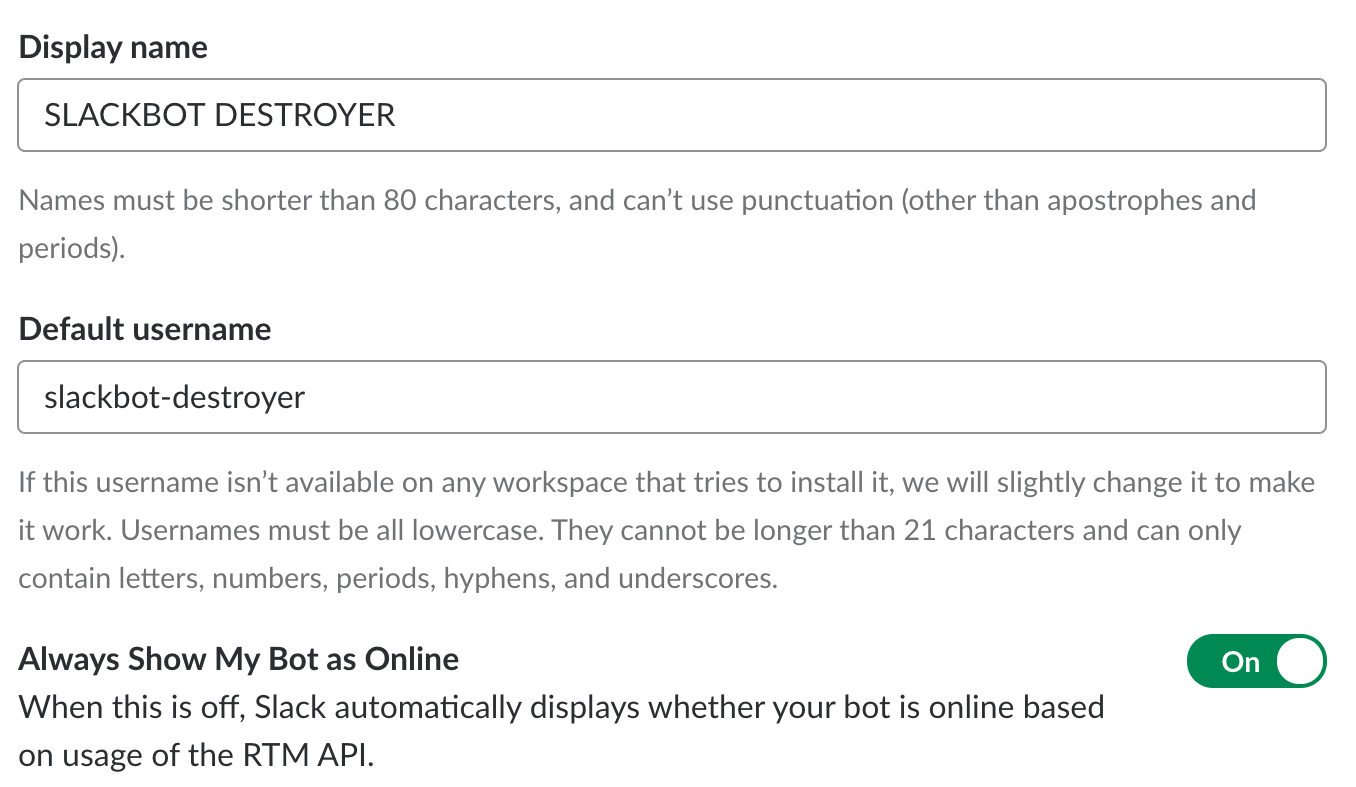 Display name
SLACKBOT DESTROYER
Names must be shorter than 80 characters, and can’t use punctuation (other than apostrophes and
periods).
Default username
slackbot-destroyer
If this username isn’t available on any workspace that tries to install it, we will slightly change it to make
it work. Usernames must be all lowercase. They cannot be longer than 21 characters and can only
contain letters, numbers, periods, hyphens, and underscores.
Always Show My Bot as Online
On
When this is off, Slack automatically displays whether your bot is online based
on usage of the RTM API.